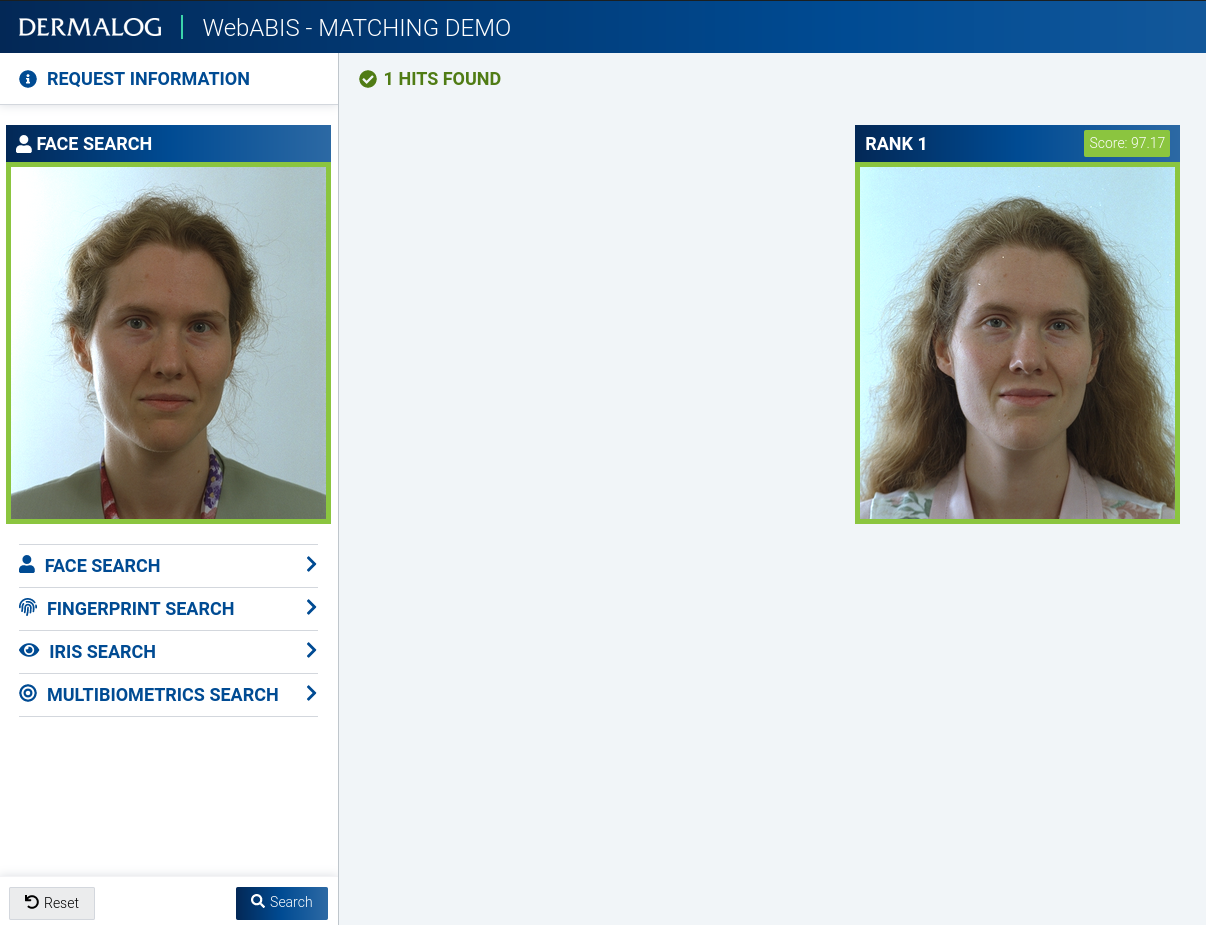 DERMALOG WebABIS - MATCHING DEMO
REQUEST INFORMATION
1 HITS FOUND
FACE SEARCH
RANK 1 Score: 97.17
FACE SEARCH
FINGERPRINT SEARCH
IRIS SEARCH
MULTIBIOMETRICS SEARCH
Reset Search